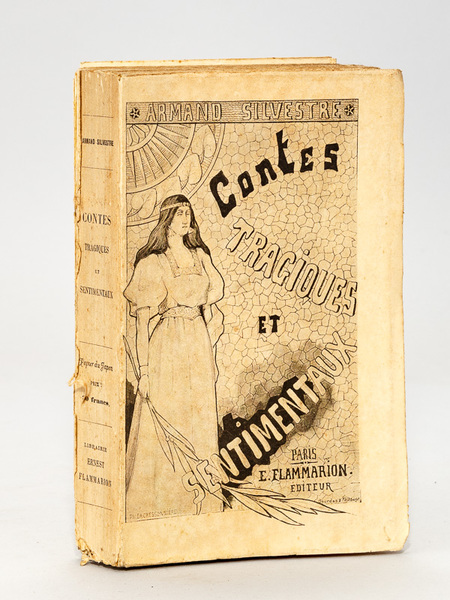 ARMAND SILVESTRE
CONTES
TRAGIQUES
ET
SENTIMENTAUX
Papier du Japon
PRIX :
francs
LIBRAIRIE
ERNEST
FLAMMARION
ARMAND SILVESTRE
Contes
TRAGIQUES
ET
SENTIMENTAUX
PARIS
E. FLAMMARION.
EDITEUR